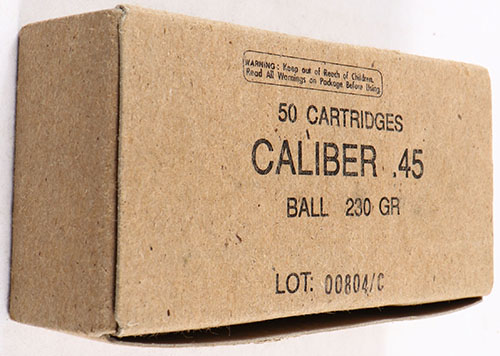 WARNING: Keep out of Reach of Children.
Read All Warnings on Package Before Using
50 CARTRIDGES
CALIBER .45
BALL 230 GR
LOT: 00804/C